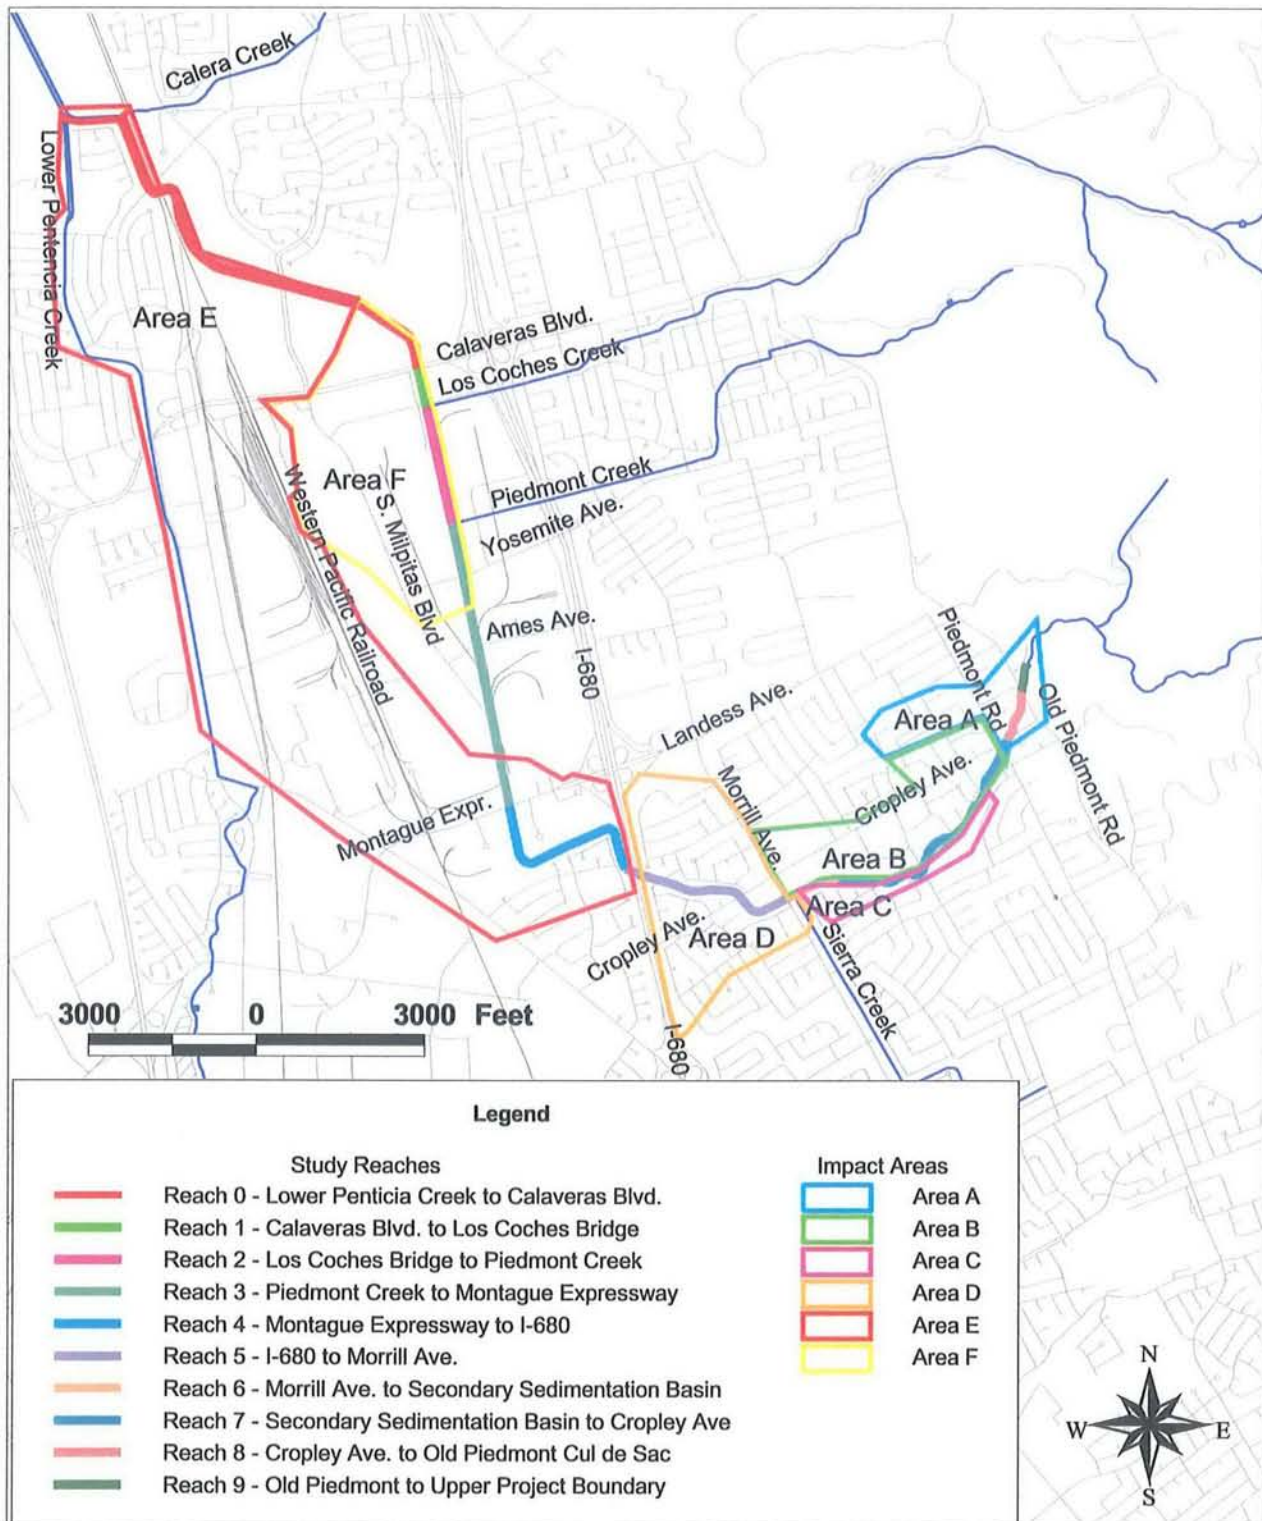 Calera Creek
Lower Pentencia Creek
Area E
Calaveras Blvd.
Los Coches Creek
Area F
Western Pacific Railroad
S. Milpitas Blvd
Piedmont Creek
Yosemite Ave.
Ames Ave.
I-680
Landess Ave.
Piedmont Rd
Old Piedmont Rd
Area A
Cropley Ave.
Morrill Ave.
Montague Expr.
Area B
Area C
Cropley Ave.
Area D
Sierra Creek
I-680
3000 0 3000 Feet
Legend
Study Reaches
Reach 0 - Lower Penticia Creek to Calaveras Blvd.
Reach 1 - Calaveras Blvd. to Los Coches Bridge
Reach 2 - Los Coches Bridge to Piedmont Creek
Reach 3 - Piedmont Creek to Montague Expressway
Reach 4 - Montague Expressway to I-680
Reach 5 - I-680 to Morrill Ave.
Reach 6 - Morrill Ave. to Secondary Sedimentation Basin
Reach 7 - Secondary Sedimentation Basin to Cropley Ave
Reach 8 - Cropley Ave. to Old Piedmont Cul de Sac
Reach 9 - Old Piedmont to Upper Project Boundary
Impact Areas
Area A
Area B
Area C
Area D
Area E
Area F
N
W E
S